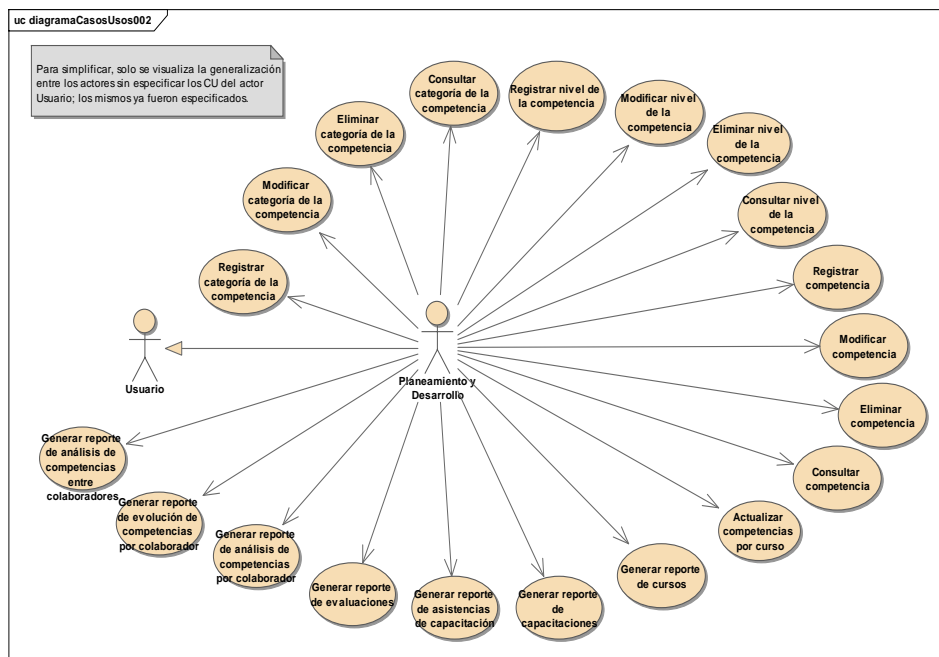 uc diagramaCasosUsos002
Para simplificar, solo se visualiza la generalización
entre los actores sin especificar los CU del actor
Usuario; los mismos ya fueron especificados.
Consultar
categoría de la
competencia
Registrar nivel de
la competencia
Modificar nivel
de la
competencia
Eliminar
categoría de la
competencia
Eliminar nivel
de la
competencia
Modificar
categoría de la
competencia
Consultar nivel
de la
competencia
Registrar
categoría de la
competencia
Registrar
competencia
Modificar
competencia
Usuario
Planeamiento y
Desarrollo
Eliminar
competencia
Generar reporte
de análisis de
competencias
entre
colaboradores
Consultar
competencia
Generar reporte
de evolución de
competencias
por colaborador
Actualizar
competencias
por curso
Generar reporte
de análisis de
competencias
por colaborador
Generar reporte
de cursos
Generar reporte
de evaluaciones
Generar reporte
de asistencias
de capacitación
Generar reporte
de
capacitaciones